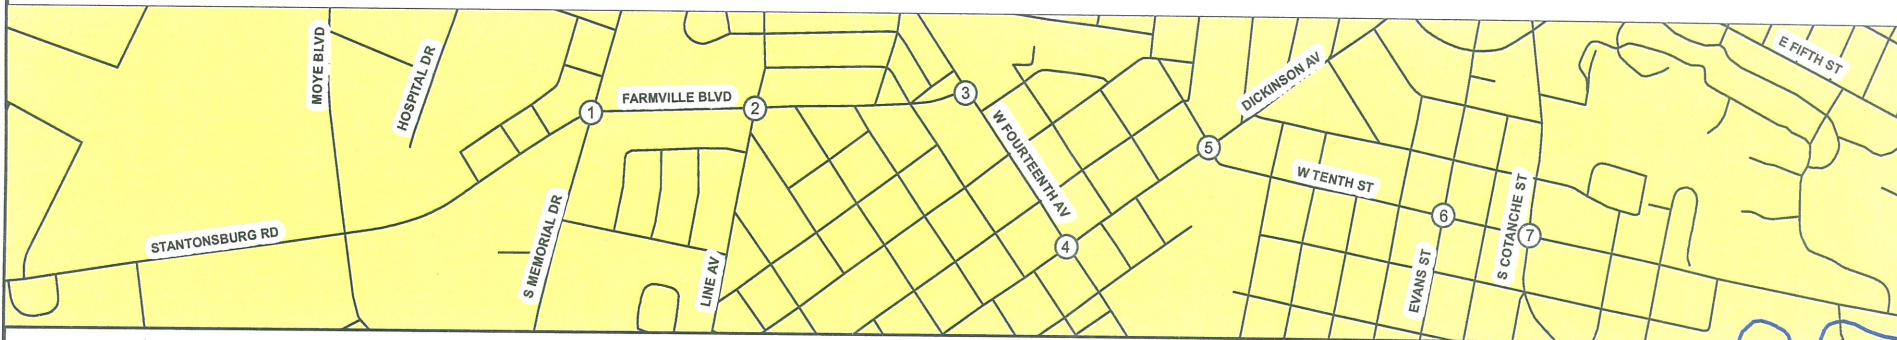 MOYE BLVD
HOSPITAL DR
STANTONSBURG RD
S MEMORIAL DR
1
FARMVILLE BLVD
2
LINE AV
3
W FOURTEENTH AV
4
5
DICKINSON AV
W TENTH ST
6
EVANS ST
S COTANCHE ST
7
E FIFTH ST